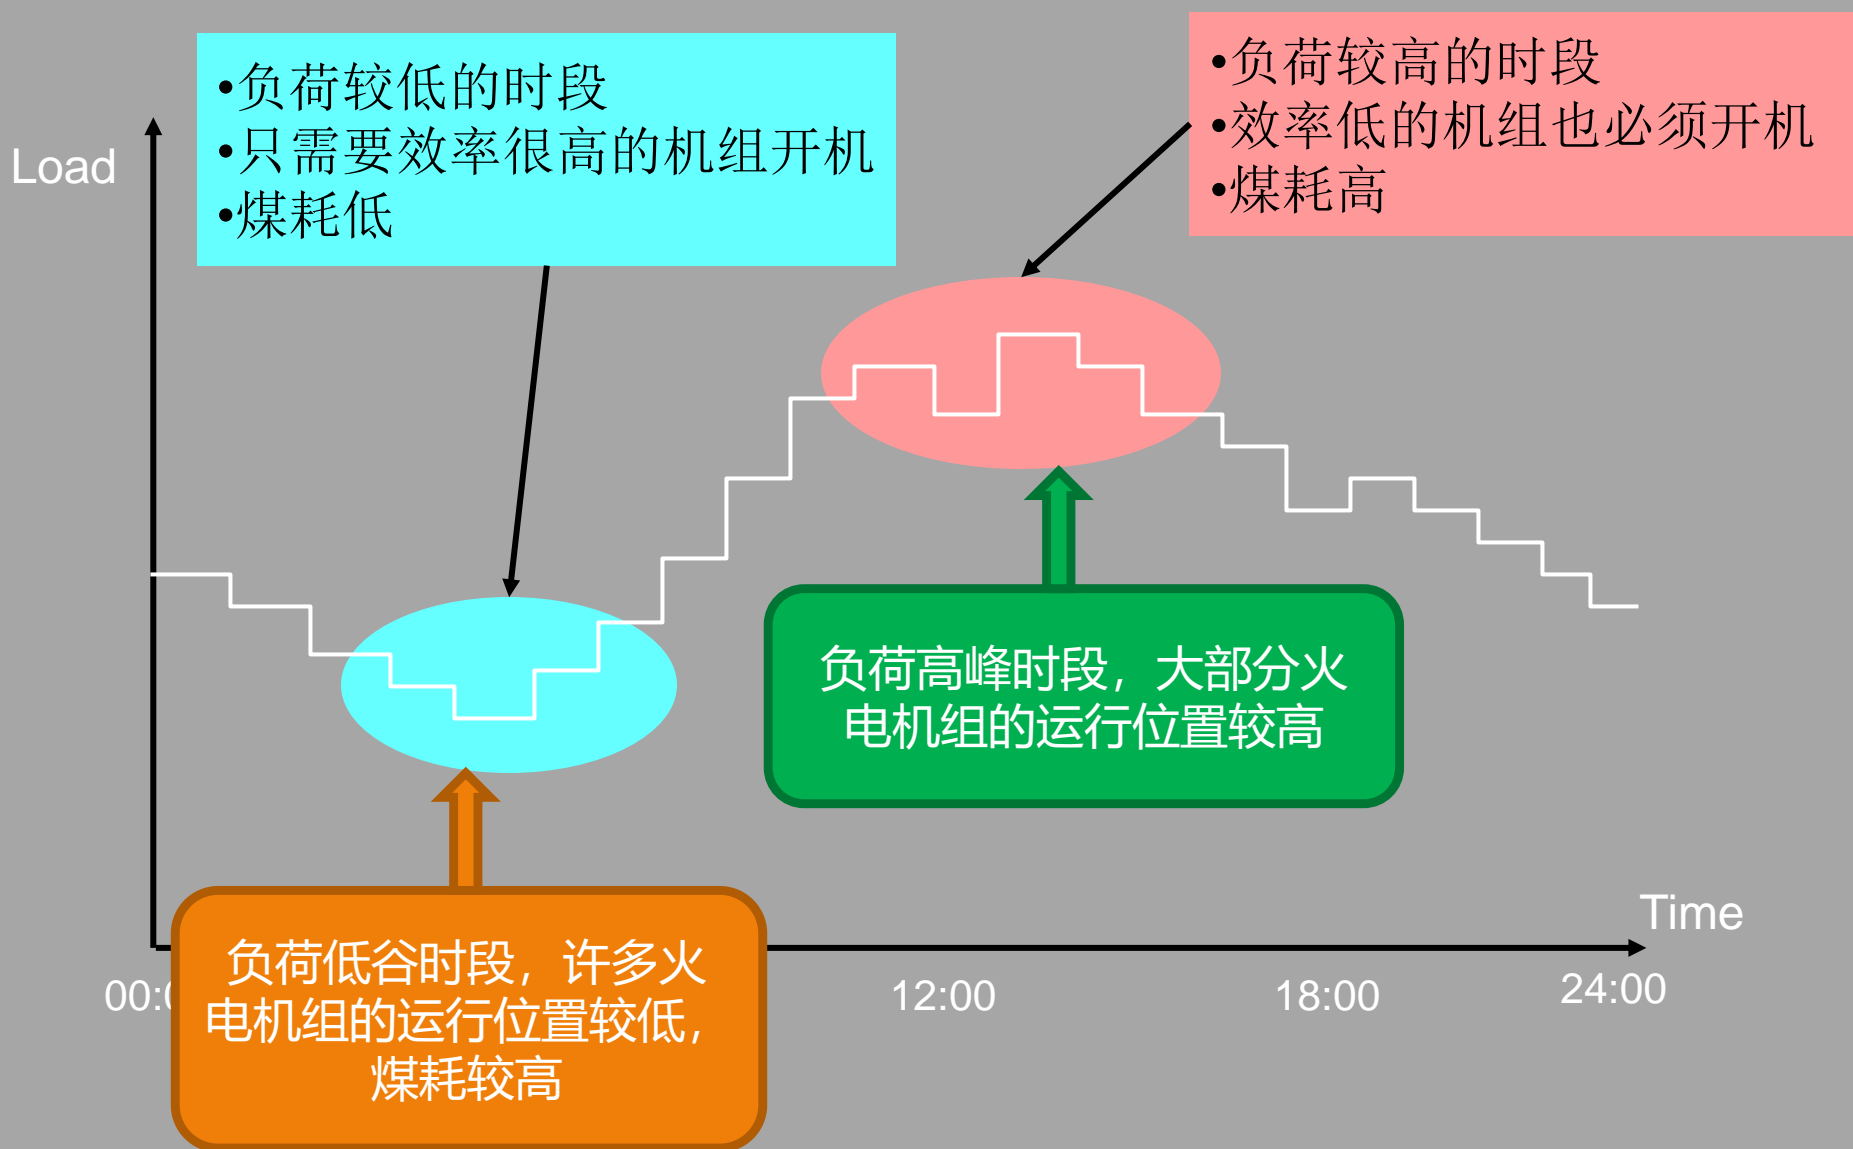 •负荷较低的时段
•只需要效率很高的机组开机
•煤耗低
•负荷较高的时段
•效率低的机组也必须开机
•煤耗高
Load
负荷高峰时段，大部分火
电机组的运行位置较高
Time
负荷低谷时段，许多火
电机组的运行位置较低，
煤耗较高
12:00
18:00
24:00